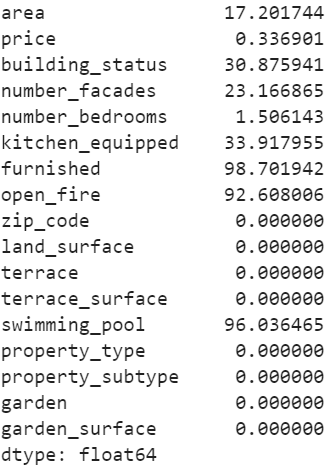 area 17.201744
price 0.336901
building_status 30.875941
number_facades 23.166865
number_bedrooms 1.506143
kitchen_equipped 33.917955
furnished 98.701942
open_fire 92.608006
zip_code 0.000000
land_surface 0.000000
terrace 0.000000
terrace_surface 0.000000
swimming_pool 96.036465
property_type 0.000000
property_subtype 0.000000
garden 0.000000
garden_surface 0.000000
dtype: float64